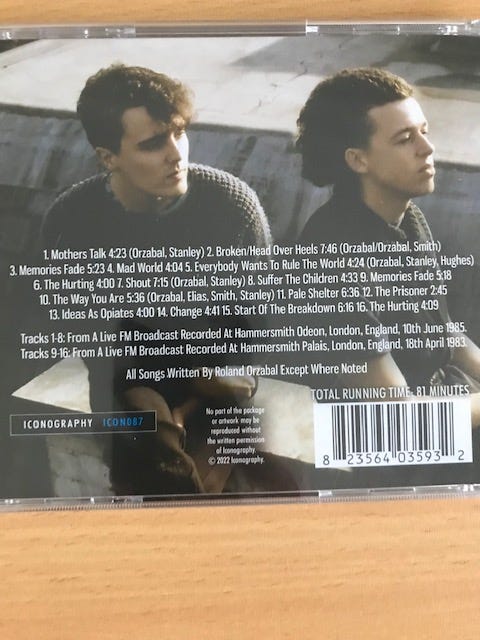 1. Mothers Talk 4:23 (Orzabal, Stanley) 2. Broken/Head Over Heels 7:46 (Orzabal/Orzabal, Smith)
3. Memories Fade 5:23 4. Mad World 4:04 5. Everybody Wants To Rule The World 4:24 (Orzabal, Stanley, Hughes)
6. The Hurting 4:00 7. Shout 7:15 (Orzabal, Stanley) 8. Suffer The Children 4:33 9. Memories Fade 5:18
10. The Way You Are 5:36 (Orzabal, Elias, Smith, Stanley) 11. Pale Shelter 6:36 12. The Prisoner 2:45
13. Ideas As Opiates 4:00 14. Change 4:41 15. Start Of The Breakdown 6:16 16. The Hurting 4:09
Tracks 1-8: From A Live FM Broadcast Recorded At Hammersmith Odeon, London, England, 10th June 1985.
Tracks 9-16: From A Live FM Broadcast Recorded At Hammersmith Palais, London, England, 18th April 1983.
All Songs Written By Roland Orzabal Except Where Noted
TOTAL RUNNING TIME: 81 MINUTES
ICONOGRAPHY ICON087
No part of the package
or artwork may be
reproduced without
the written permission
of Iconography.
© 2022 Iconography.
8 23564 03593 2